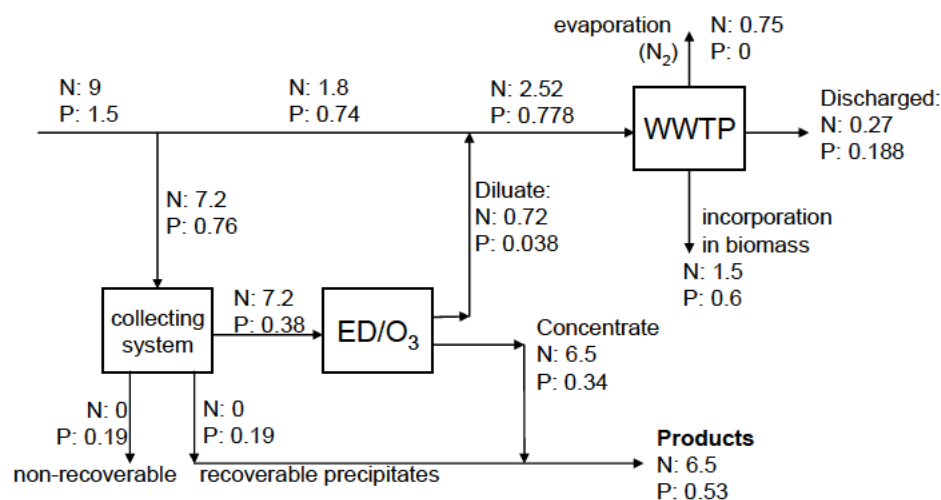 evaporation
(N₂)
N: 0.75
P: 0
N: 9
P: 1.5
N: 1.8
P: 0.74
N: 2.52
P: 0.778
WWTP
Discharged:
N: 0.27
P: 0.188
N: 7.2
P: 0.76
Diluate:
N: 0.72
P: 0.038
incorporation
in biomass
N: 1.5
P: 0.6
collecting
system
N: 7.2
P: 0.38
ED/O₃
Concentrate
N: 6.5
P: 0.34
N: 0
P: 0.19
N: 0
P: 0.19
non-recoverable
recoverable precipitates
Products
N: 6.5
P: 0.53